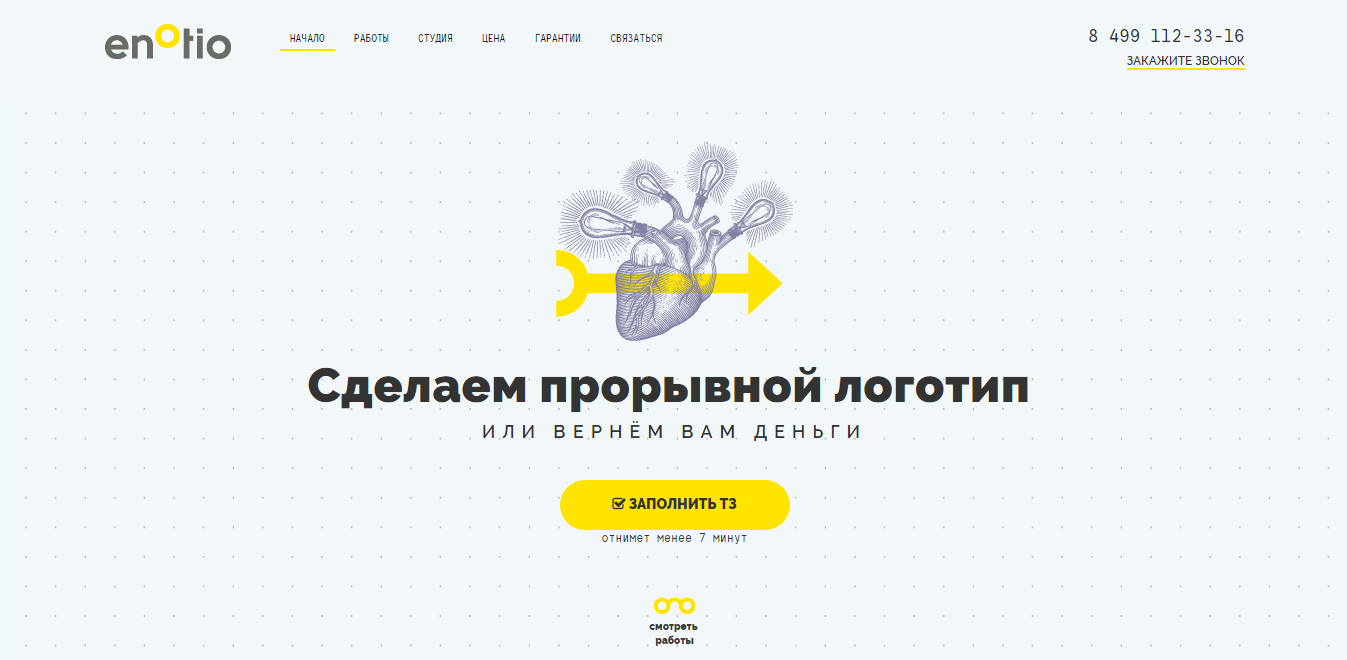 enotio
НАЧАЛО РАБОТЫ СТУДИЯ ЦЕНА ГАРАНТИИ СВЯЗАТЬСЯ
8 499 112-33-16
ЗАКАЖИТЕ ЗВОНОК
Сделаем прорывной логотип
ИЛИ ВЕРНЁМ ВАМ ДЕНЬГИ
ЗАПОЛНИТЬ ТЗ
отнимет менее 7 минут
смотреть
работы